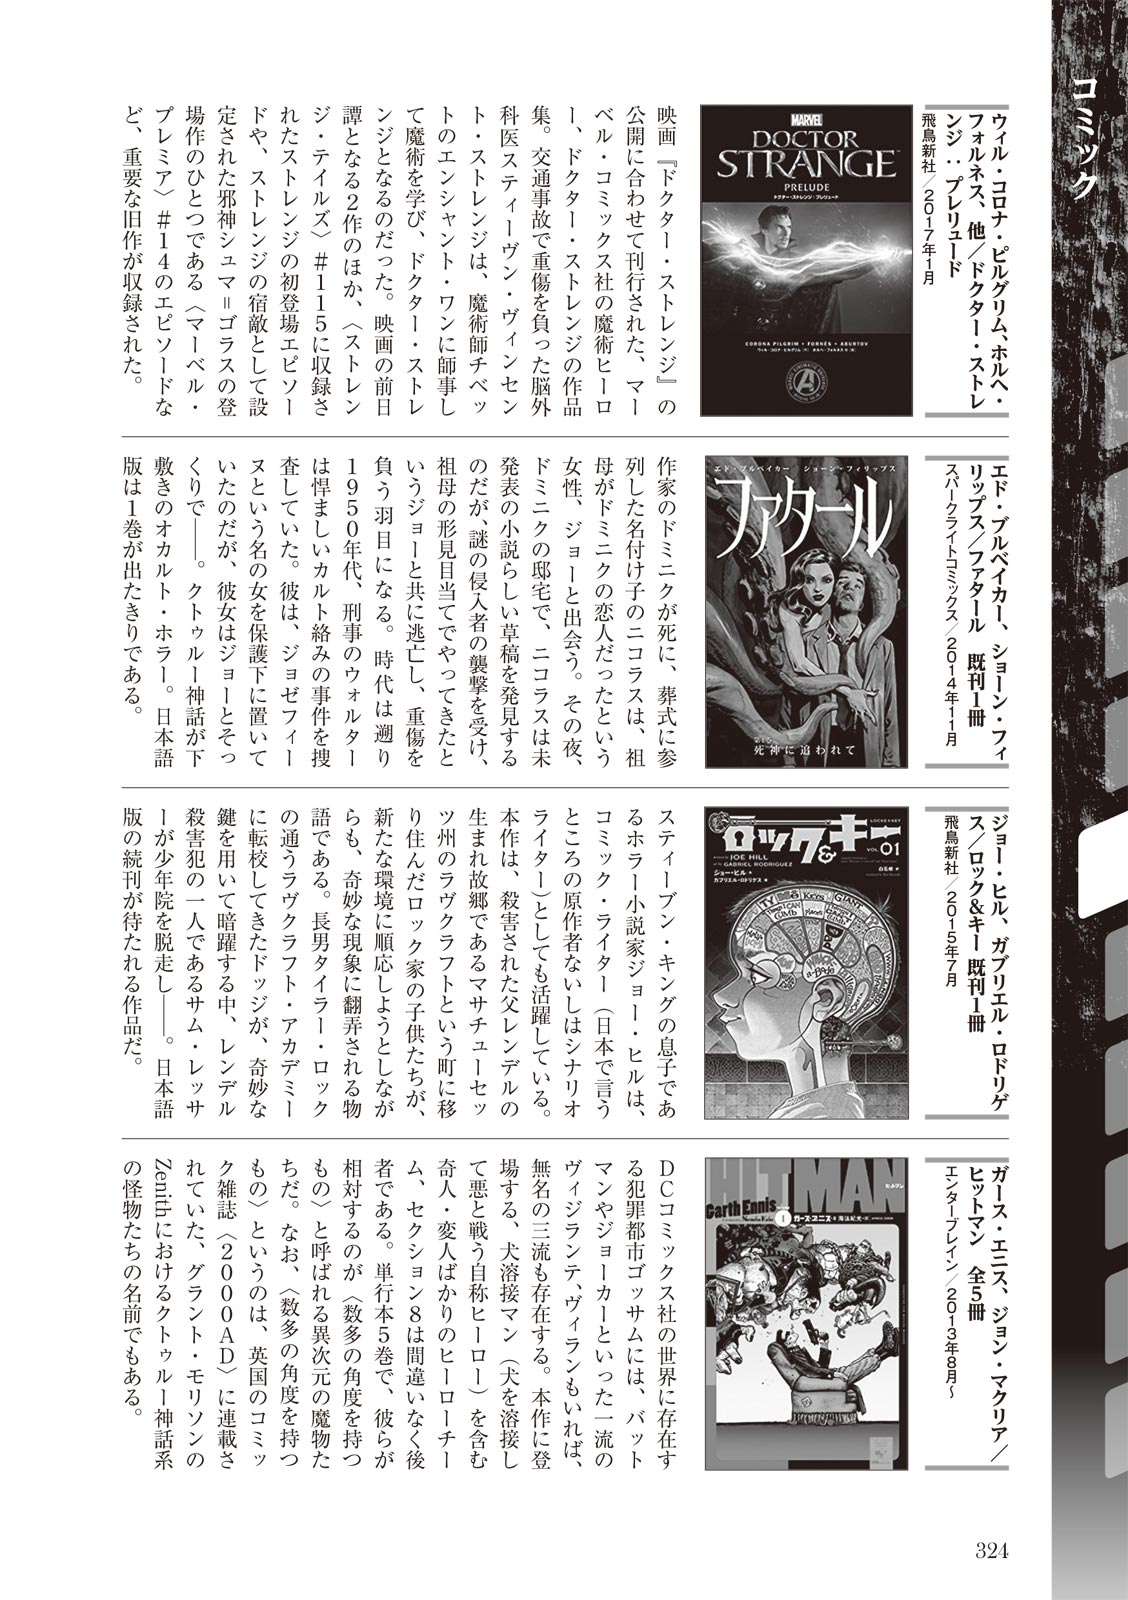 コミック
ウィル・コロナ・ピルグリム、ホルヘ・
フォルネス、他／ドクター・ストレ
ンジ：プレリュード
飛鳥新社／2017年1月
MARVEL
DOCTOR
STRANGE
PRELUDE
ドクター・ストレンジ：プレリュード
CORONA PILGRIM・FORNÉS・ABURTOV
映画『ドクター・ストレンジ』の
公開に合わせて刊行された、マー
ベル・コミックス社の魔術ヒーロ
ー、ドクター・ストレンジの作品
集。交通事故で重傷を負った脳外
科医スティーヴン・ヴィンセン
ト・ストレンジは、魔術師チベッ
トのエンシャント・ワンに師事し
て魔術を学び、ドクター・ストレ
ンジとなるのだった。映画の前日
譚となる2作のほか、〈ストレン
ジ・テイルズ〉#115に収録さ
れたストレンジの初登場エピソー
ドや、ストレンジの宿敵として設
定された邪神シュマ＝ゴラスの登
場作のひとつである〈マーベル・
プレミア〉#14のエピソードな
ど、重要な旧作が収録された。
エド・ブルベイカー、ショーン・フィ
リップス／ファタール　既刊1冊
スパークライトコミックス／2014年11月
エド・ブルベイカー　ショーン・フィリップス
ファタール
死神に追われて
作家のドミニクが死に、葬式に参
列した名付け子のニコラスは、祖
母がドミニクの恋人だったという
女性、ジョーと出会う。その夜、
ドミニクの邸宅で、ニコラスは未
発表の小説らしい草稿を発見する
のだが、謎の侵入者の襲撃を受け、
祖母の形見目当てでやってきたと
いうジョーと共に逃亡し、重傷を
負う羽目になる。時代は遡り
1950年代、刑事のウォルター
は悍ましいカルト絡みの事件を捜
査していた。彼は、ジョゼフィー
ヌという名の女を保護下に置いて
いたのだが、彼女はジョーとそっ
くりで――。クトゥルー神話が下
敷きのオカルト・ホラー。日本語
版は1巻が出たきりである。
ジョー・ヒル、ガブリエル・ロドリゲ
ス／ロック&キー 既刊1冊
飛鳥新社／2015年7月
LOCKE&KEY
ロック&キー
VOL. 01
JOE HILL
GABRIEL RODRIGUEZ
ジョー・ヒル
ガブリエル・ロドリゲス
スティーブン・キングの息子であ
るホラー小説家ジョー・ヒルは、
コミック・ライター（日本で言う
ところの原作者ないしはシナリオ
ライター）としても活躍している。
本作は、殺害された父レンデルの
生まれ故郷であるマサチューセッ
ツ州のラヴクラフトという町に移
り住んだロック家の子供たちが、
新たな環境に順応しようとしなが
らも、奇妙な現象に翻弄される物
語である。長男タイラー・ロック
の通うラヴクラフト・アカデミー
に転校してきたドッジが、奇妙な
鍵を用いて暗躍する中、レンデル
殺害犯の一人であるサム・レッサ
ーが少年院を脱走し――。日本語
版の続刊が待たれる作品だ。
ガース・エニス、ジョン・マクリア／
ヒットマン　全5冊
エンターブレイン／2013年8月～
HITMAN
ヒットマン
Garth Ennis
1
ガース・エニス
海法紀光
DCコミックス社の世界に存在す
る犯罪都市ゴッサムには、バット
マンやジョーカーといった一流の
ヴィジランテ、ヴィランもいれば、
無名の三流も存在する。本作に登
場する、犬溶接マン（犬を溶接し
て悪と戦う自称ヒーロー）を含む
奇人・変人ばかりのヒーローチー
ム、セクション8は間違いなく後
者である。単行本5巻で、彼らが
相対するのが〈数多の角度を持つ
もの〉と呼ばれる異次元の魔物た
ちだ。なお、〈数多の角度を持つ
もの〉というのは、英国のコミッ
ク雑誌〈2000AD〉に連載さ
れていた、グラント・モリソンの
Zenithにおけるクトゥルー神話系
の怪物たちの名前でもある。
324